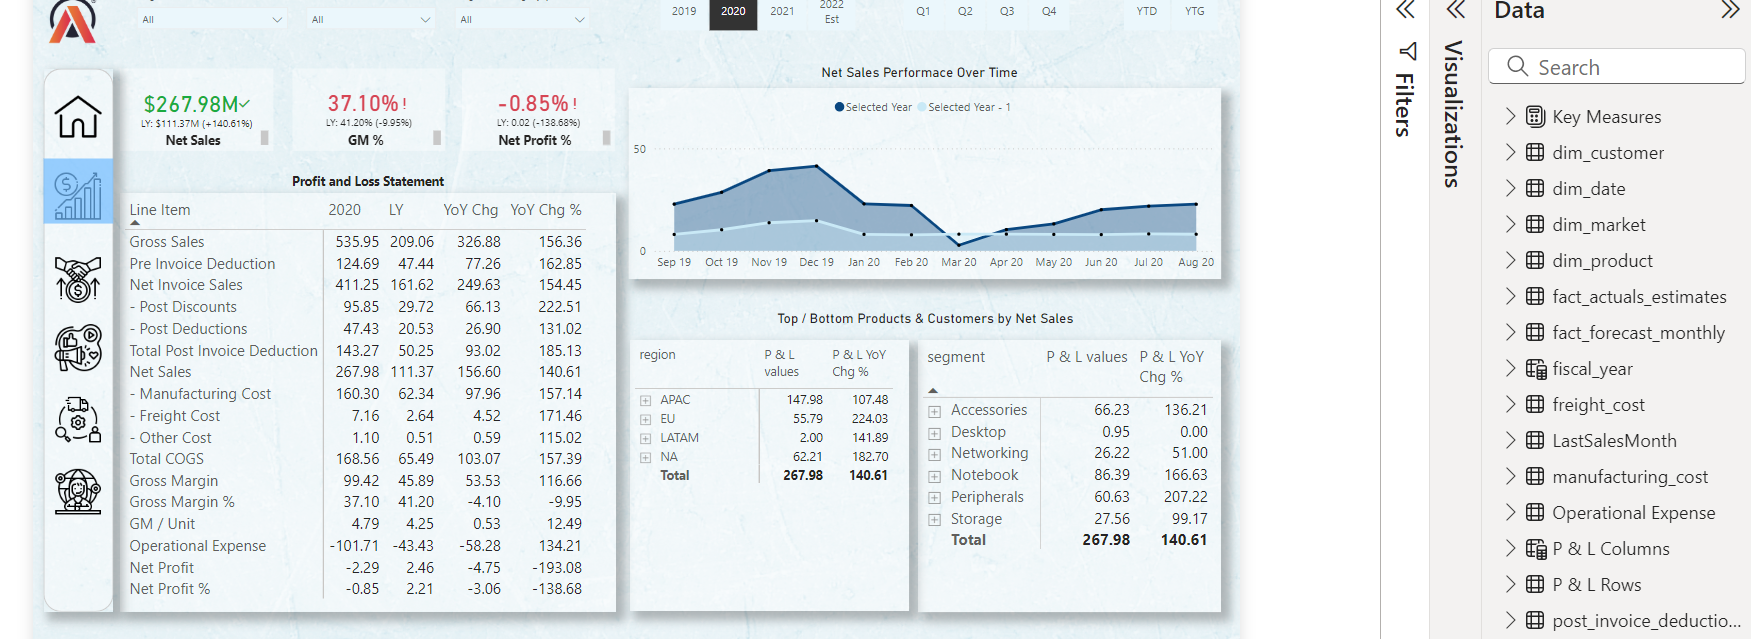 All All All
2019 2020 2021 2022 Est Q1 Q2 Q3 Q4 YTD YTG
$267.98M
LY: $111.37M (+140.61%)
Net Sales
37.10% !
LY: 41.20% (-9.95%)
GM %
-0.85% !
LY: 0.02 (-138.68%)
Net Profit %
Profit and Loss Statement
Line Item 2020 LY YoY Chg YoY Chg %
Gross Sales 535.95 209.06 326.88 156.36
Pre Invoice Deduction 124.69 47.44 77.26 162.85
Net Invoice Sales 411.25 161.62 249.63 154.45
- Post Discounts 95.85 29.72 66.13 222.51
- Post Deductions 47.43 20.53 26.90 131.02
Total Post Invoice Deduction 143.27 50.25 93.02 185.13
Net Sales 267.98 111.37 156.60 140.61
- Manufacturing Cost 160.30 62.34 97.96 157.14
- Freight Cost 7.16 2.64 4.52 171.46
- Other Cost 1.10 0.51 0.59 115.02
Total COGS 168.56 65.49 103.07 157.39
Gross Margin 99.42 45.89 53.53 116.66
Gross Margin % 37.10 41.20 -4.10 -9.95
GM / Unit 4.79 4.25 0.53 12.49
Operational Expense -101.71 -43.43 -58.28 134.21
Net Profit -2.29 2.46 -4.75 -193.08
Net Profit % -0.85 2.21 -3.06 -138.68
Net Sales Performace Over Time
Selected Year Selected Year - 1
50
0
Sep 19 Oct 19 Nov 19 Dec 19 Jan 20 Feb 20 Mar 20 Apr 20 May 20 Jun 20 Jul 20 Aug 20
Top / Bottom Products & Customers by Net Sales
region P & L values P & L YoY Chg %
APAC 147.98 107.48
EU 55.79 224.03
LATAM 2.00 141.89
NA 62.21 182.70
Total 267.98 140.61
segment P & L values P & L YoY Chg %
Accessories 66.23 136.21
Desktop 0.95 0.00
Networking 26.22 51.00
Notebook 86.39 166.63
Peripherals 60.63 207.22
Storage 27.56 99.17
Total 267.98 140.61
Filters
Visualizations
Data
Search
Key Measures
dim_customer
dim_date
dim_market
dim_product
fact_actuals_estimates
fact_forecast_monthly
fiscal_year
freight_cost
LastSalesMonth
manufacturing_cost
Operational Expense
P & L Columns
P & L Rows
post_invoice_deductio...